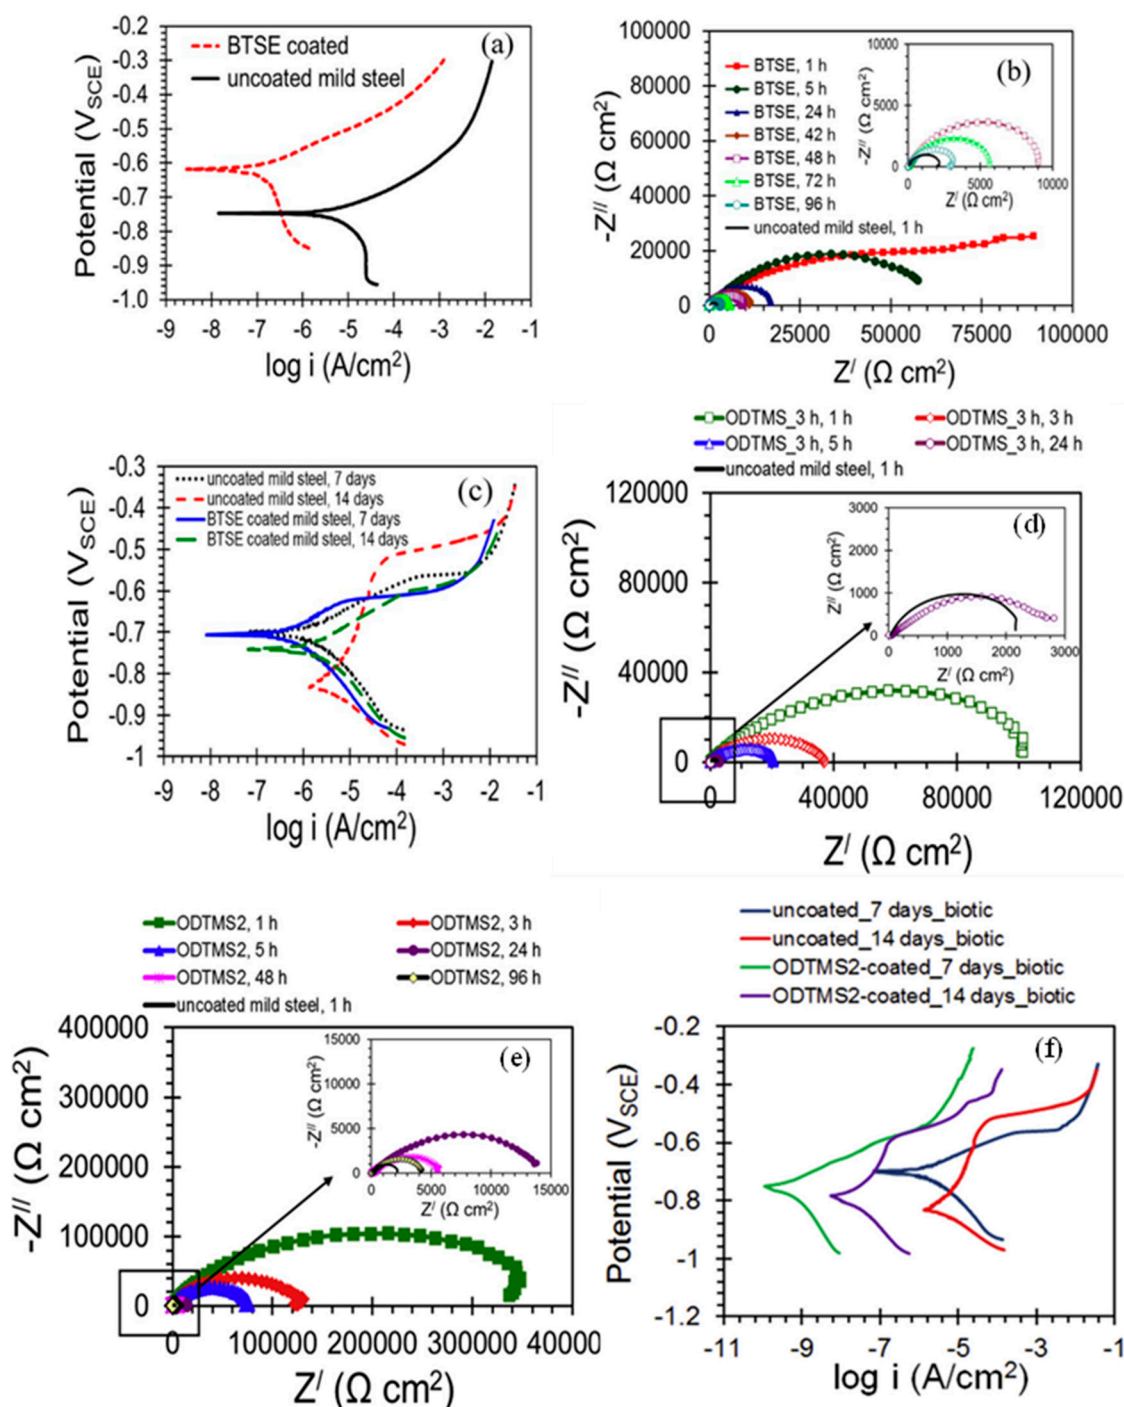 (a)
BTSE coated
uncoated mild steel
Potential (V_SCE)
-0.2
-0.3
-0.4
-0.5
-0.6
-0.7
-0.8
-0.9
-1.0
-9 -8 -7 -6 -5 -4 -3 -2 -1
log i (A/cm²)
(b)
BTSE, 1 h
BTSE, 5 h
BTSE, 24 h
BTSE, 42 h
BTSE, 48 h
BTSE, 72 h
BTSE, 96 h
uncoated mild steel, 1 h
-Z// (Ω cm²)
100000
80000
60000
40000
20000
0
0 25000 50000 75000 100000
Z/ (Ω cm²)
-Z// (Ω cm²)
10000
5000
0
0 5000 10000
Z/ (Ω cm²)
(c)
uncoated mild steel, 7 days
uncoated mild steel, 14 days
BTSE coated mild steel, 7 days
BTSE coated mild steel, 14 days
Potential (V_SCE)
-0.3
-0.4
-0.5
-0.6
-0.7
-0.8
-0.9
-1
-9 -8 -7 -6 -5 -4 -3 -2 -1
log i (A/cm²)
ODTMS_3 h, 1 h ODTMS_3 h, 3 h
ODTMS_3 h, 5 h ODTMS_3 h, 24 h
uncoated mild steel, 1 h
(d)
-Z// (Ω cm²)
120000
80000
40000
0
0 40000 80000 120000
Z/ (Ω cm²)
Z// (Ω cm²)
3000
2000
1000
0
0 1000 2000 3000
Z/ (Ω cm²)
ODTMS2, 1 h ODTMS2, 3 h
ODTMS2, 5 h ODTMS2, 24 h
ODTMS2, 48 h ODTMS2, 96 h
uncoated mild steel, 1 h
(e)
-Z// (Ω cm²)
400000
300000
200000
100000
0
0 100000 200000 300000 40000
Z/ (Ω cm²)
-Z// (Ω cm²)
15000
10000
5000
0
0 5000 10000 15000
Z/ (Ω cm²)
uncoated_7 days_biotic
uncoated_14 days_biotic
ODTMS2-coated_7 days_biotic
ODTMS2-coated_14 days_biotic
(f)
Potential (V_SCE)
-0.2
-0.4
-0.6
-0.8
-1
-1.2
-11 -9 -7 -5 -3 -1
log i (A/cm²)